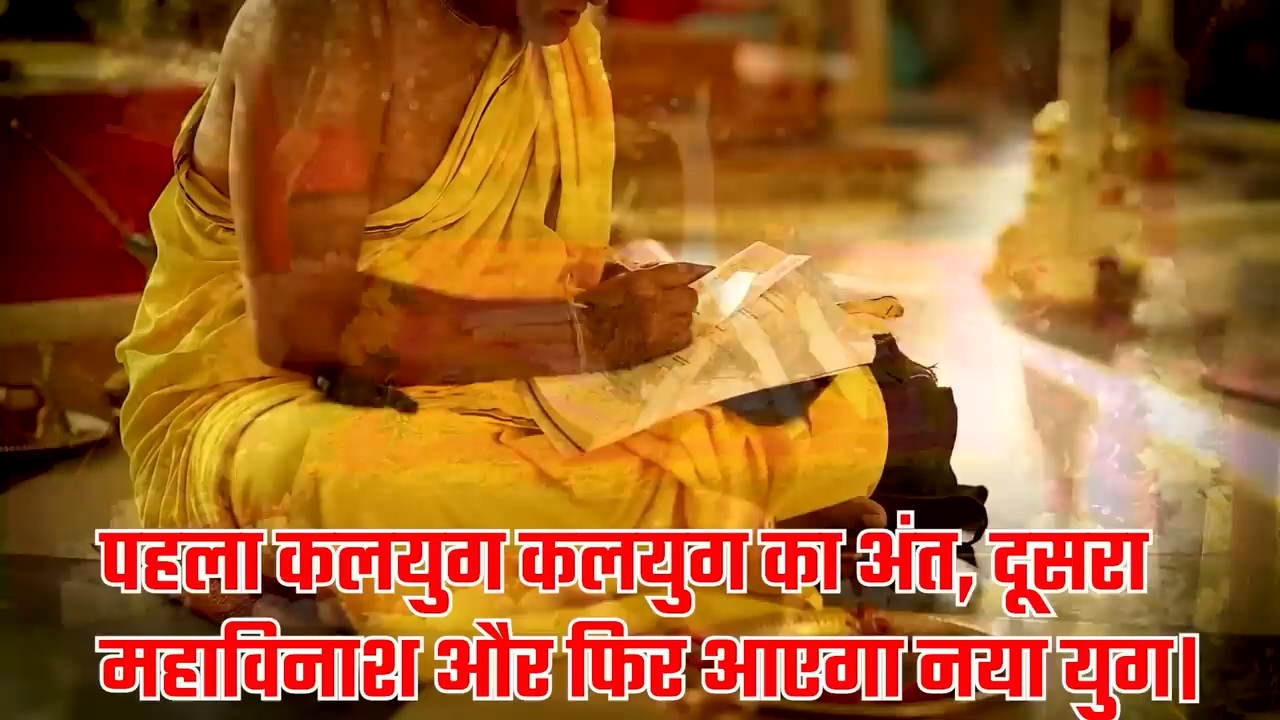 पहला कलयुग कलयुग का अंत, दूसरा
महाविनाश और फिर आएगा नया युग।